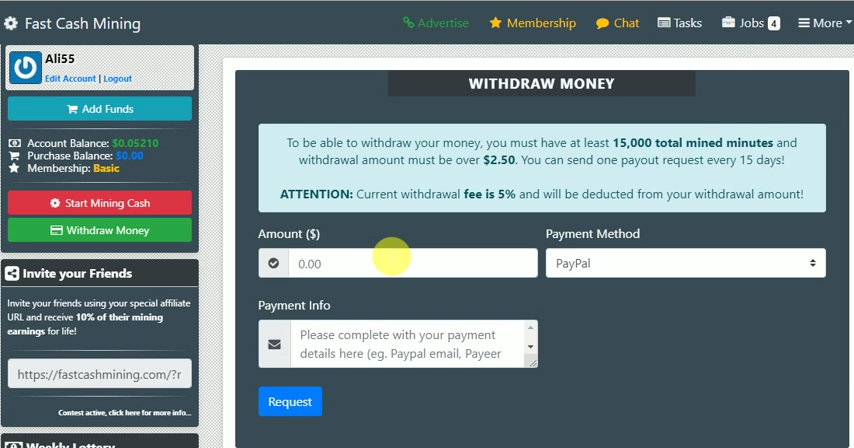 Fast Cash Mining
Advertise
Membership
Chat
Tasks
Jobs 4
More
Ali55
Edit Account | Logout
Add Funds
Account Balance: $0.05210
Purchase Balance: $0.00
Membership: Basic
Start Mining Cash
Withdraw Money
Invite your Friends
Invite your friends using your special affiliate
URL and receive 10% of their mining
earnings for life!
https://fastcashmining.com/?r
Contest active, click here for more info...
Weekly Lottery
WITHDRAW MONEY
To be able to withdraw your money, you must have at least 15,000 total mined minutes and
withdrawal amount must be over $2.50. You can send one payout request every 15 days!
ATTENTION: Current withdrawal fee is 5% and will be deducted from your withdrawal amount!
Amount ($)
0.00
Payment Method
PayPal
Payment Info
Please complete with your payment
details here (eg. Paypal email, Payeer
Request